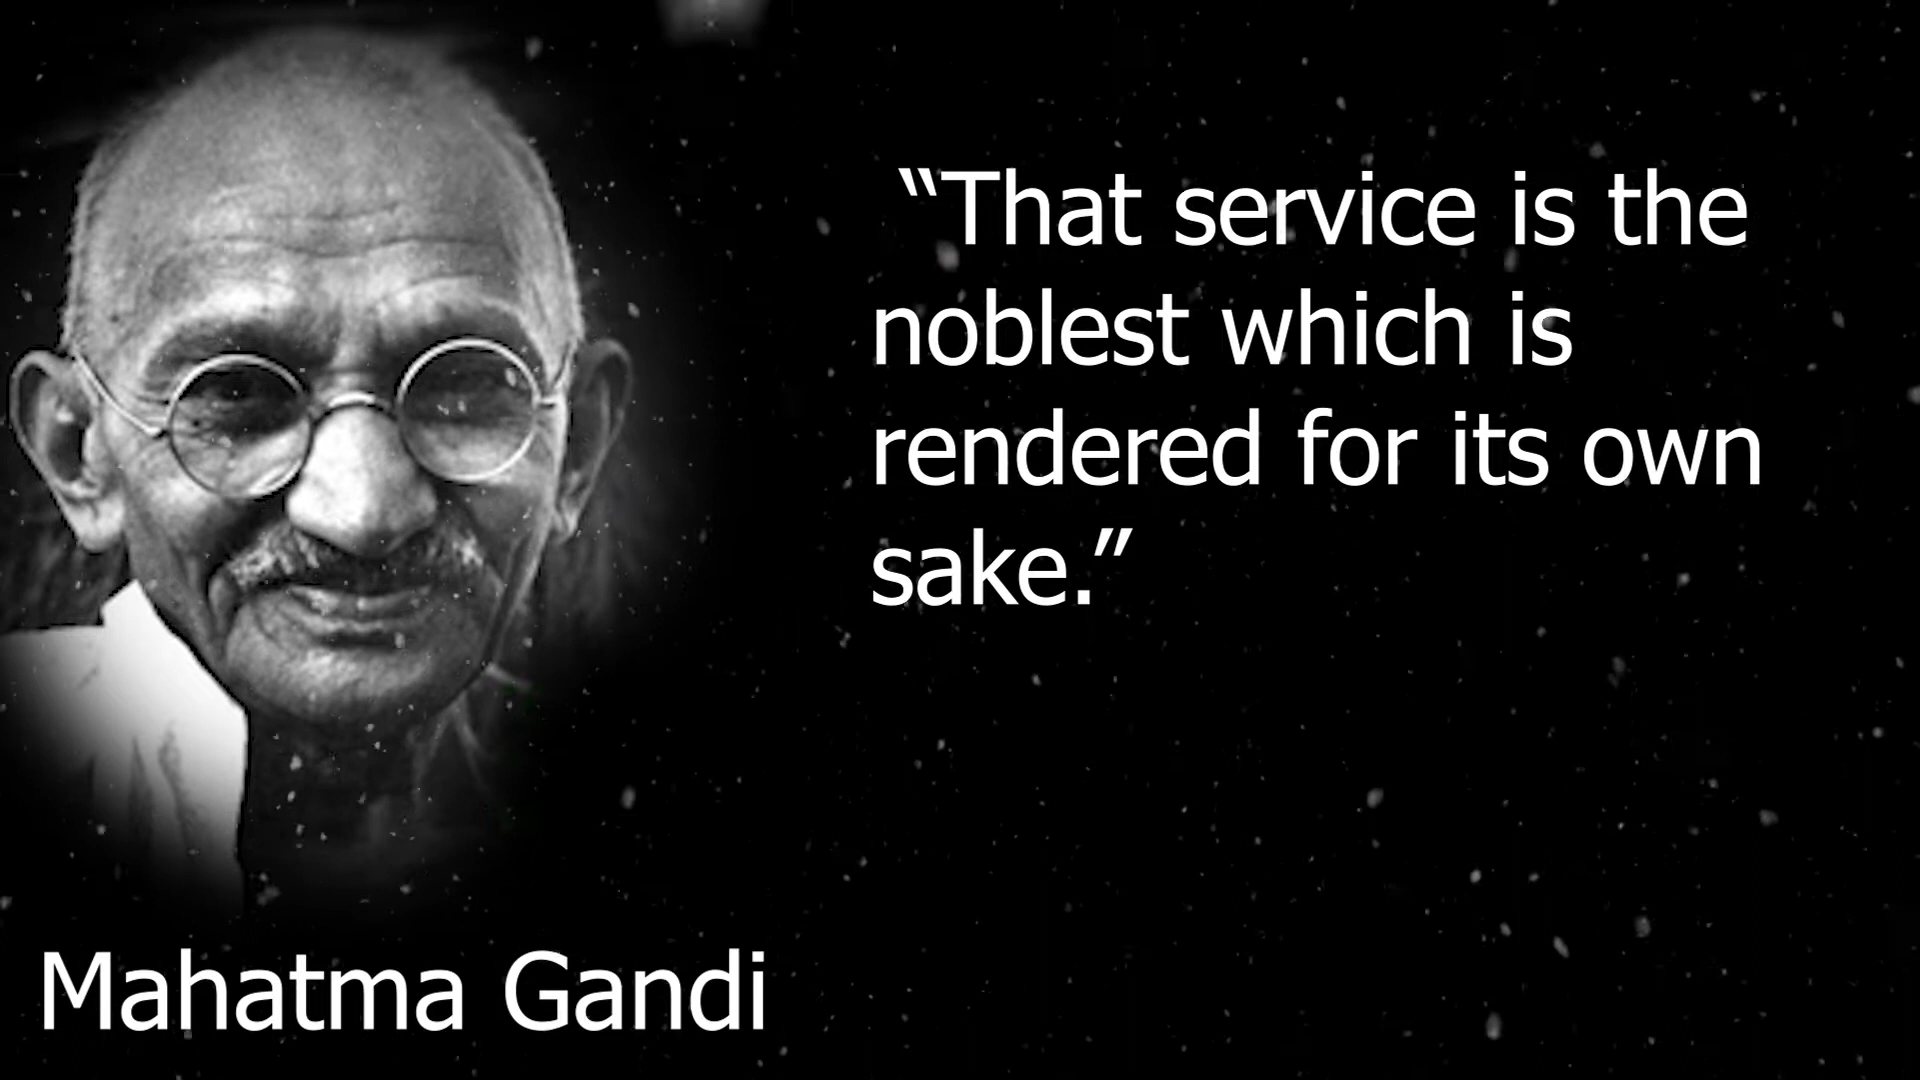 “That service is the
noblest which is
rendered for its own
sake.”
Mahatma Gandi